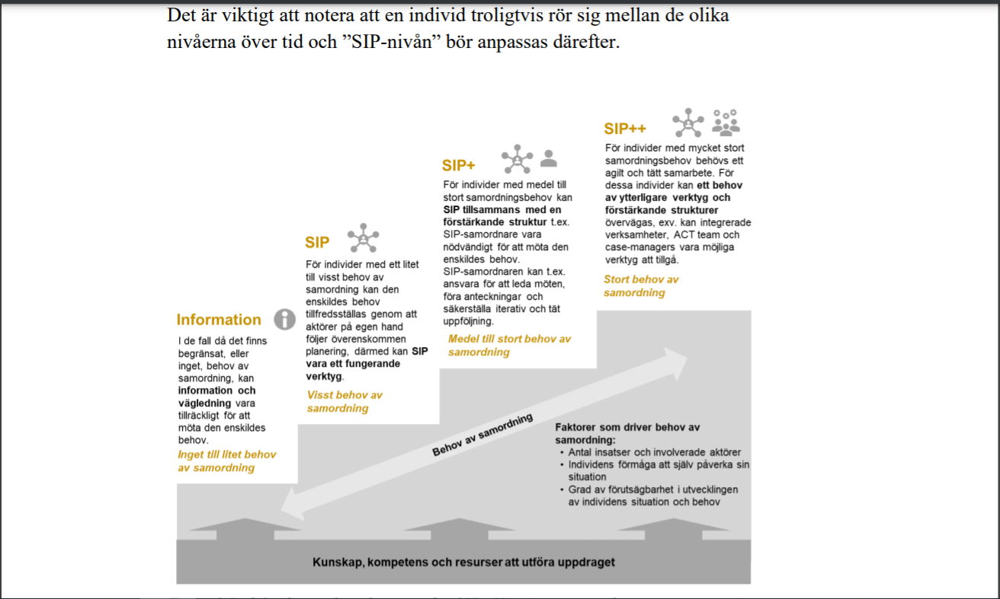 Det är viktigt att notera att en individ troligtvis rör sig mellan de olika
nivåerna över tid och ”SIP-nivån” bör anpassas därefter.
Information
I de fall då det finns
begränsat, eller
inget, behov av
samordning, kan
information och
vägledning vara
tillräckligt för att
möta den enskildes
behov.
Inget till litet behov
av samordning
SIP
För individer med ett litet
till visst behov av
samordning kan den
enskildes behov
tillfredsställas genom att
aktörer på egen hand
följer överenskommen
planering, därmed kan SIP
vara ett fungerande
verktyg.
Visst behov av
samordning
SIP+
För individer med medel till
stort samordningsbehov kan
SIP tillsammans med en
förstärkande struktur t.ex.
SIP-samordnare vara
nödvändigt för att möta den
enskildes behov.
SIP-samordnaren kan t.ex.
ansvara för att leda möten,
föra anteckningar och
säkerställa iterativ och tät
uppföljning.
Medel till stort behov av
samordning
SIP++
För individer med mycket stort
samordningsbehov behövs ett
agilt och tätt samarbete. För
dessa individer kan ett behov
av ytterligare verktyg och
förstärkande strukturer
övervägas, exv. kan integrerade
verksamheter, ACT team och
case-managers vara möjliga
verktyg att tillgå.
Stort behov av
samordning
Behov av samordning
Faktorer som driver behov av
samordning:
• Antal insatser och involverade aktörer
• Individens förmåga att själv påverka sin
situation
• Grad av förutsägbarhet i utvecklingen
av individens situation och behov
Kunskap, kompetens och resurser att utföra uppdraget